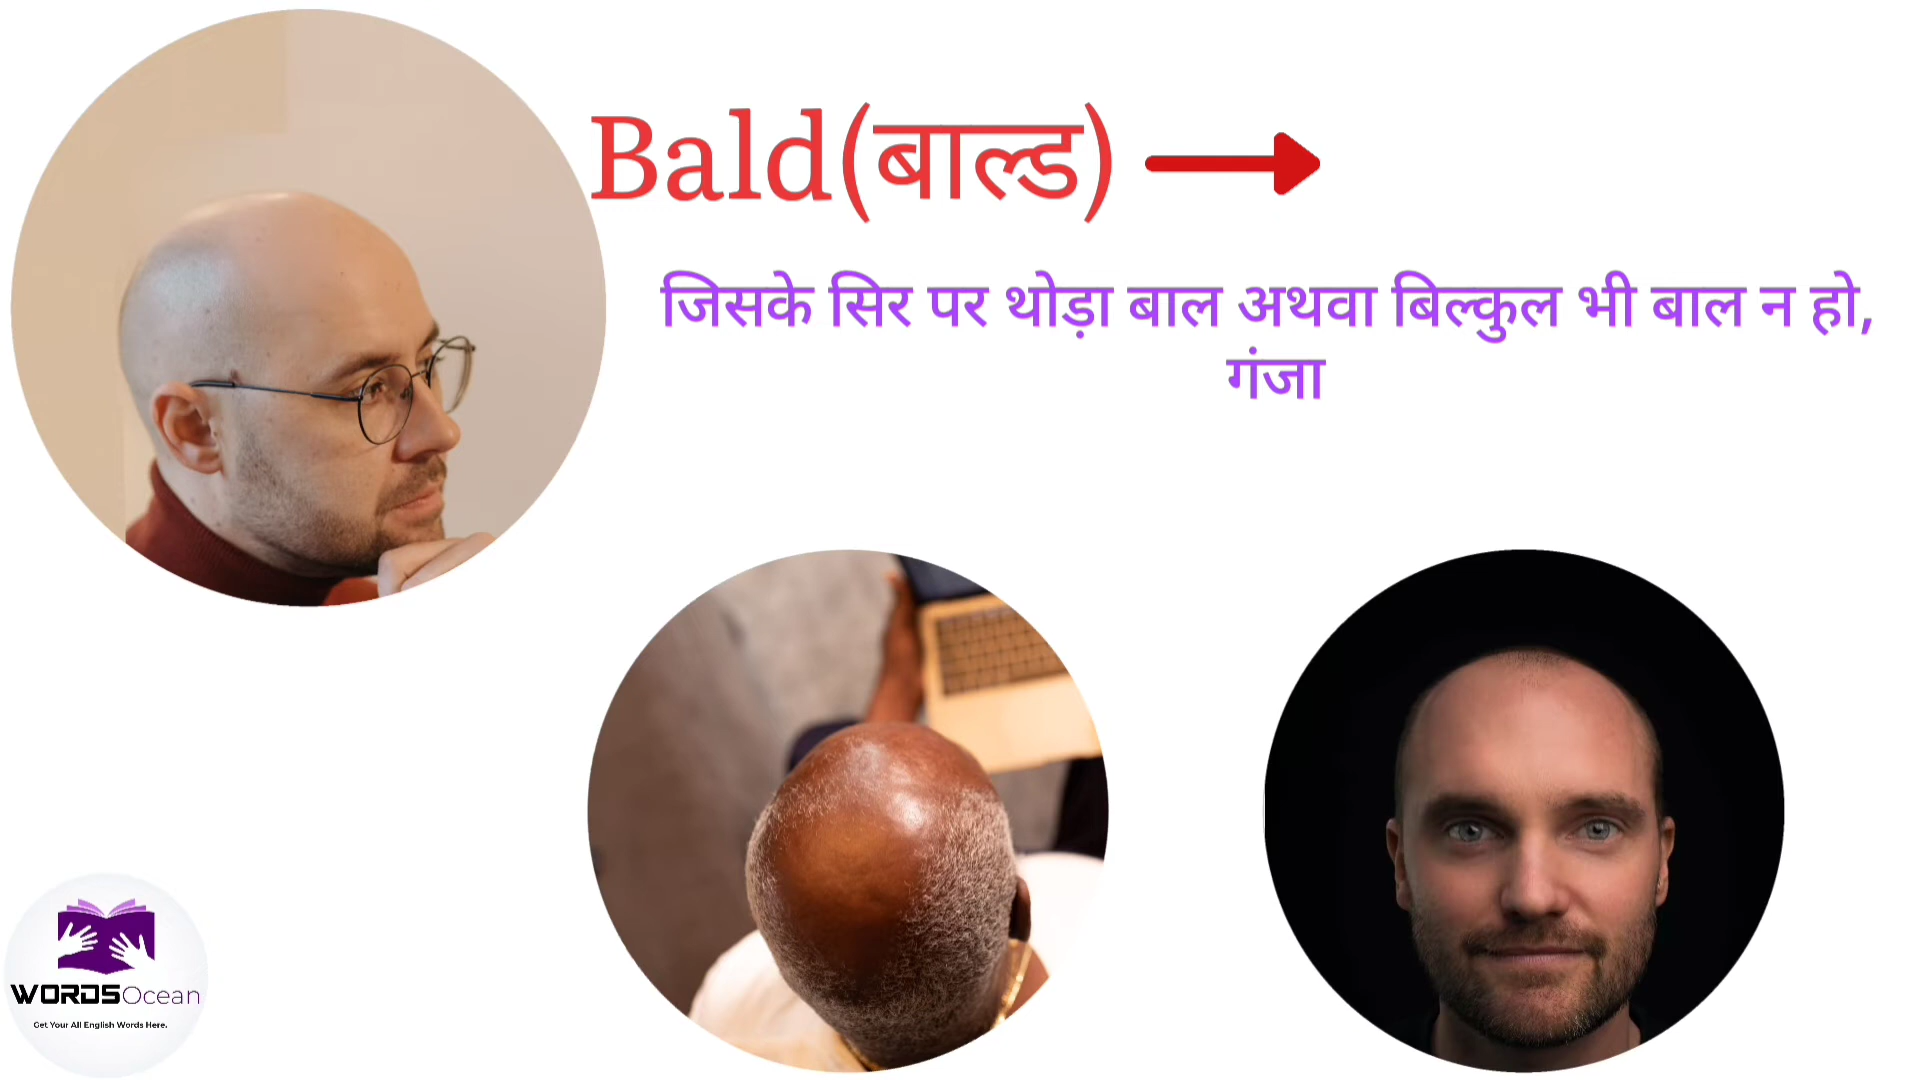 Bald(बाल्ड)
जिसके सिर पर थोड़ा बाल अथवा बिल्कुल भी बाल न हो,
गंजा
WORDSOcean
Get Your All English Words Here.